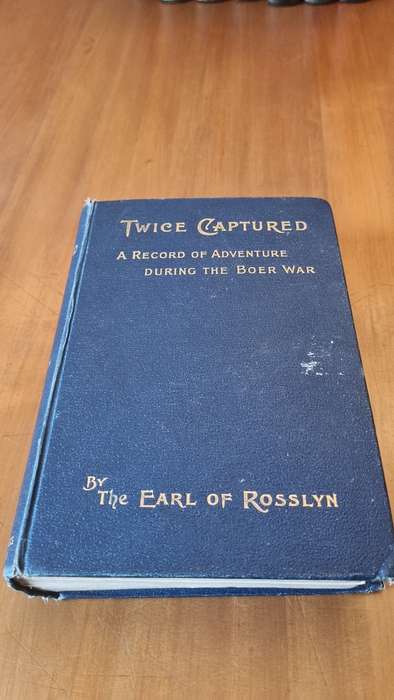 Twice Captured
A Record of Adventure
during the Boer War
By
The Earl of Rosslyn